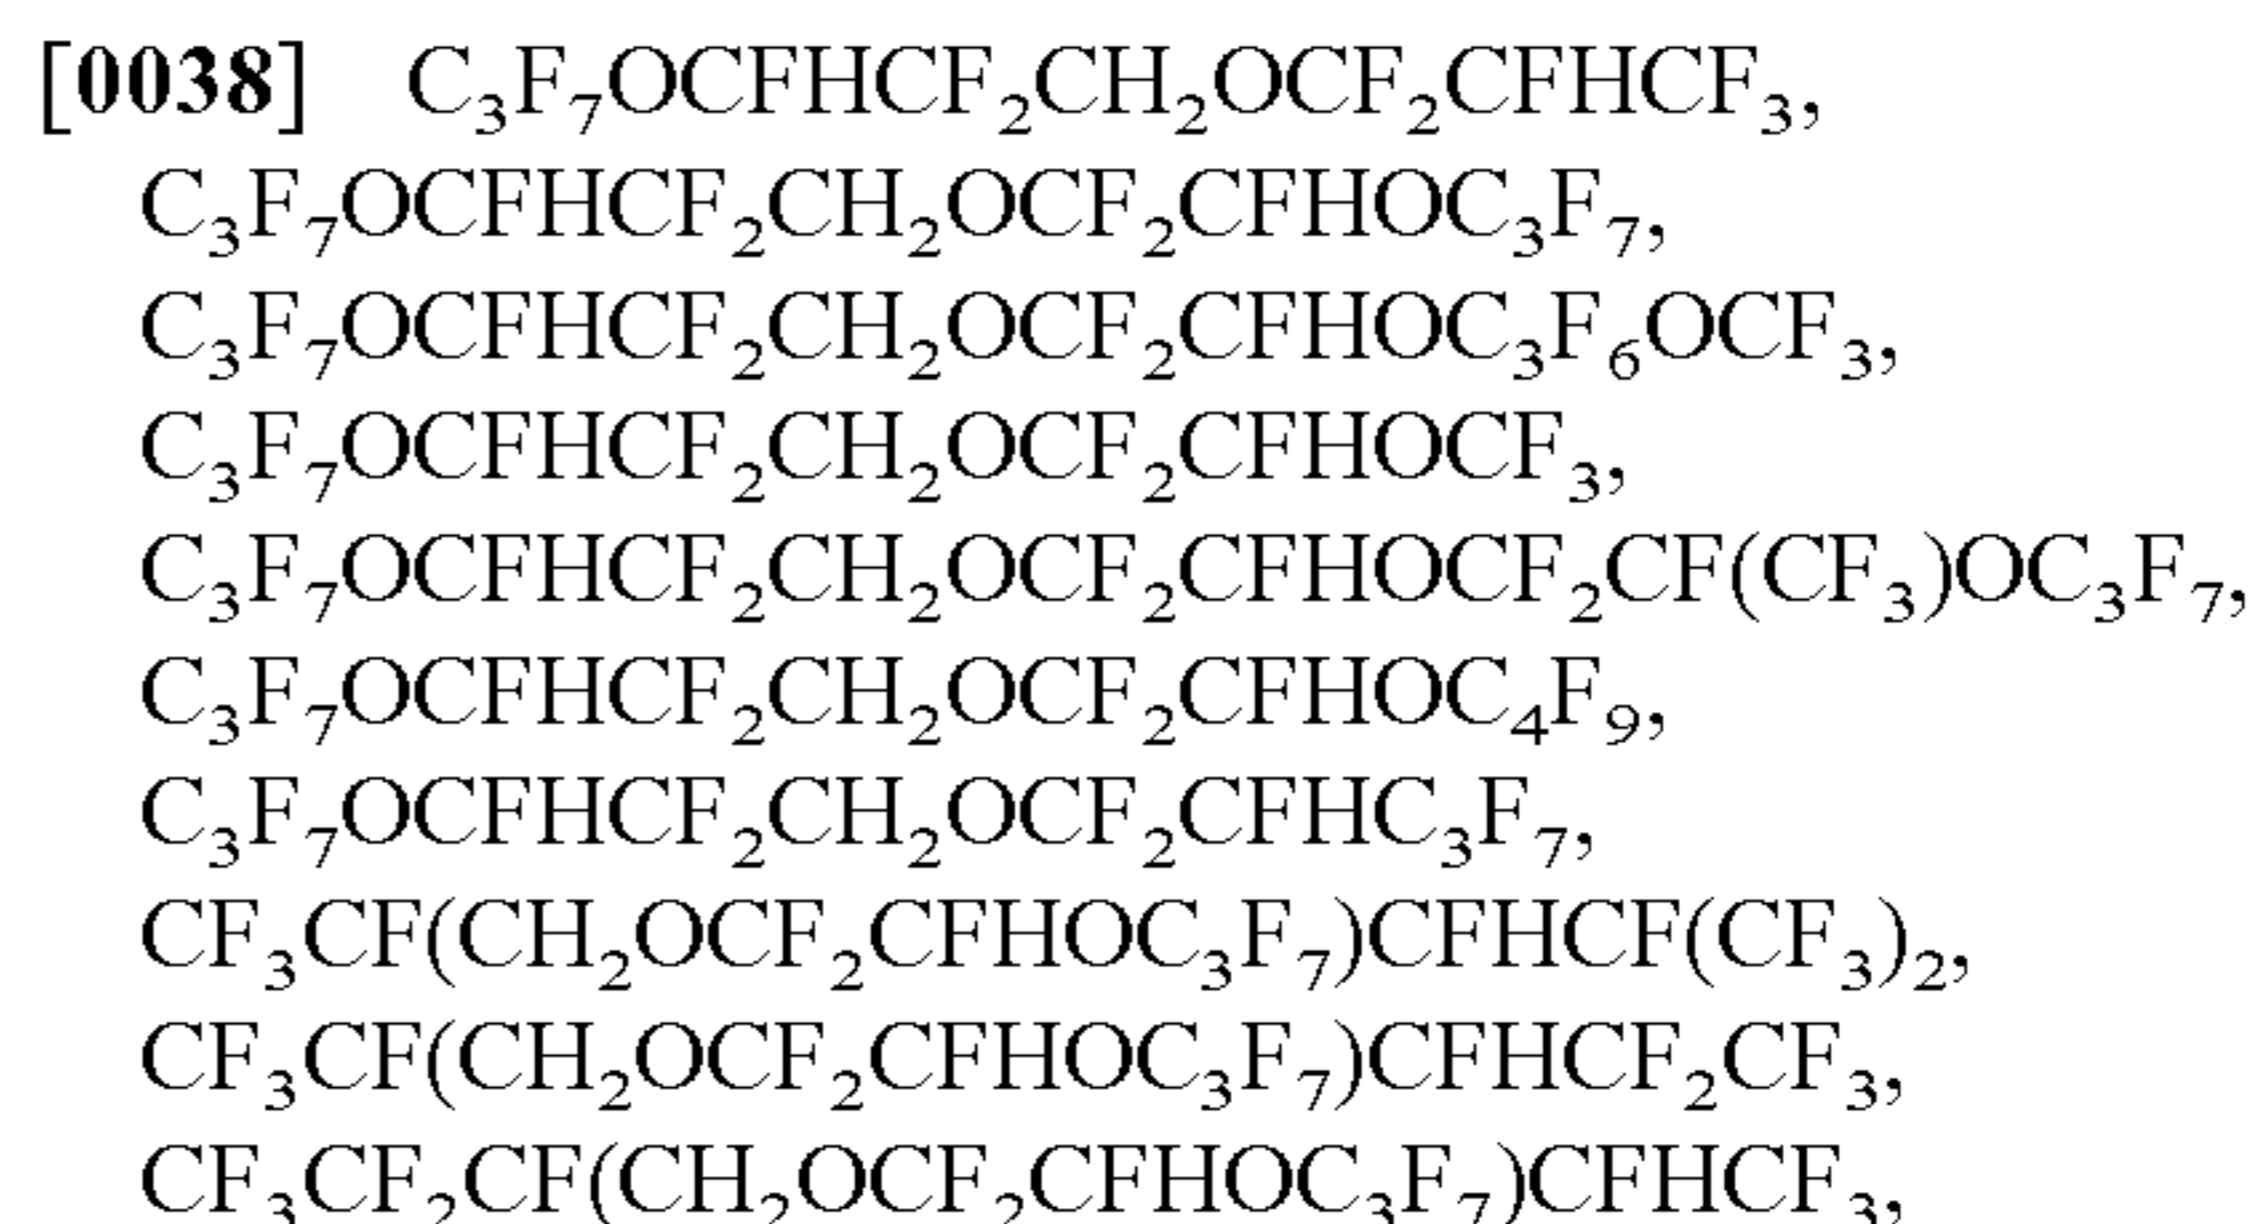 [0038] C₃F₇OCFHCF₂CH₂OCF₂CFHCF₃,
C₃F₇OCFHCF₂CH₂OCF₂CFHOC₃F₇,
C₃F₇OCFHCF₂CH₂OCF₂CFHOC₃F₆OCF₃,
C₃F₇OCFHCF₂CH₂OCF₂CFHOCF₃,
C₃F₇OCFHCF₂CH₂OCF₂CFHOCF₂CF(CF₃)OC₃F₇,
C₃F₇OCFHCF₂CH₂OCF₂CFHOC₄F₉,
C₃F₇OCFHCF₂CH₂OCF₂CFHC₃F₇,
CF₃CF(CH₂OCF₂CFHOC₃F₇)CFHCF(CF₃)₂,
CF₃CF(CH₂OCF₂CFHOC₃F₇)CFHCF₂CF₃,
CF₃CF₂CF(CH₂OCF₂CFHOC₃F₇)CFHCF₃,